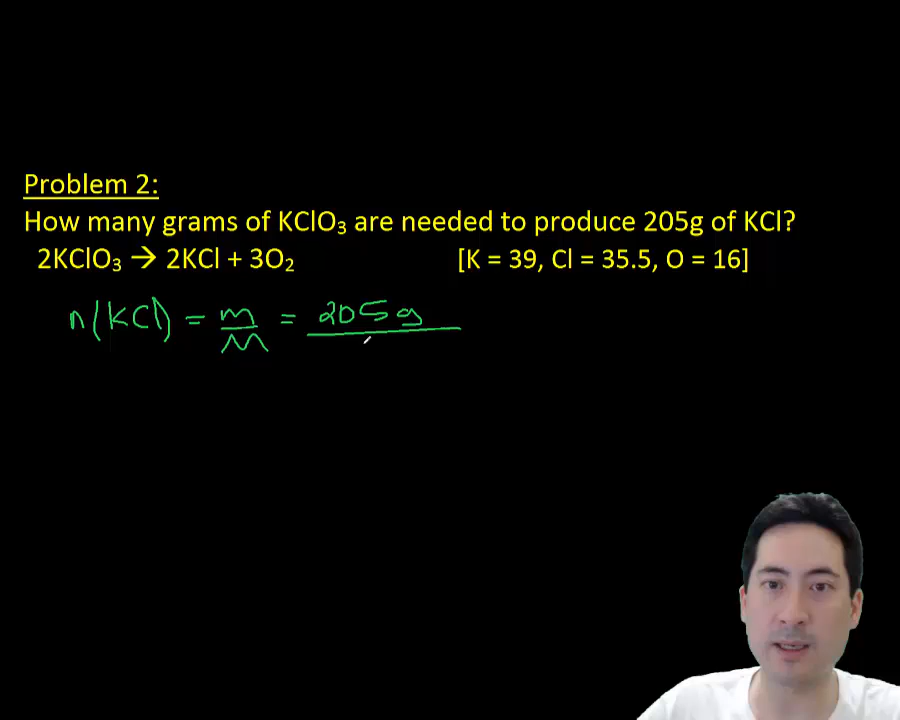 Problem 2:
How many grams of KClO₃ are needed to produce 205g of KCl?
2KClO₃ → 2KCl + 3O₂ [K = 39, Cl = 35.5, O = 16]
n(KCl) = m/M = 205g